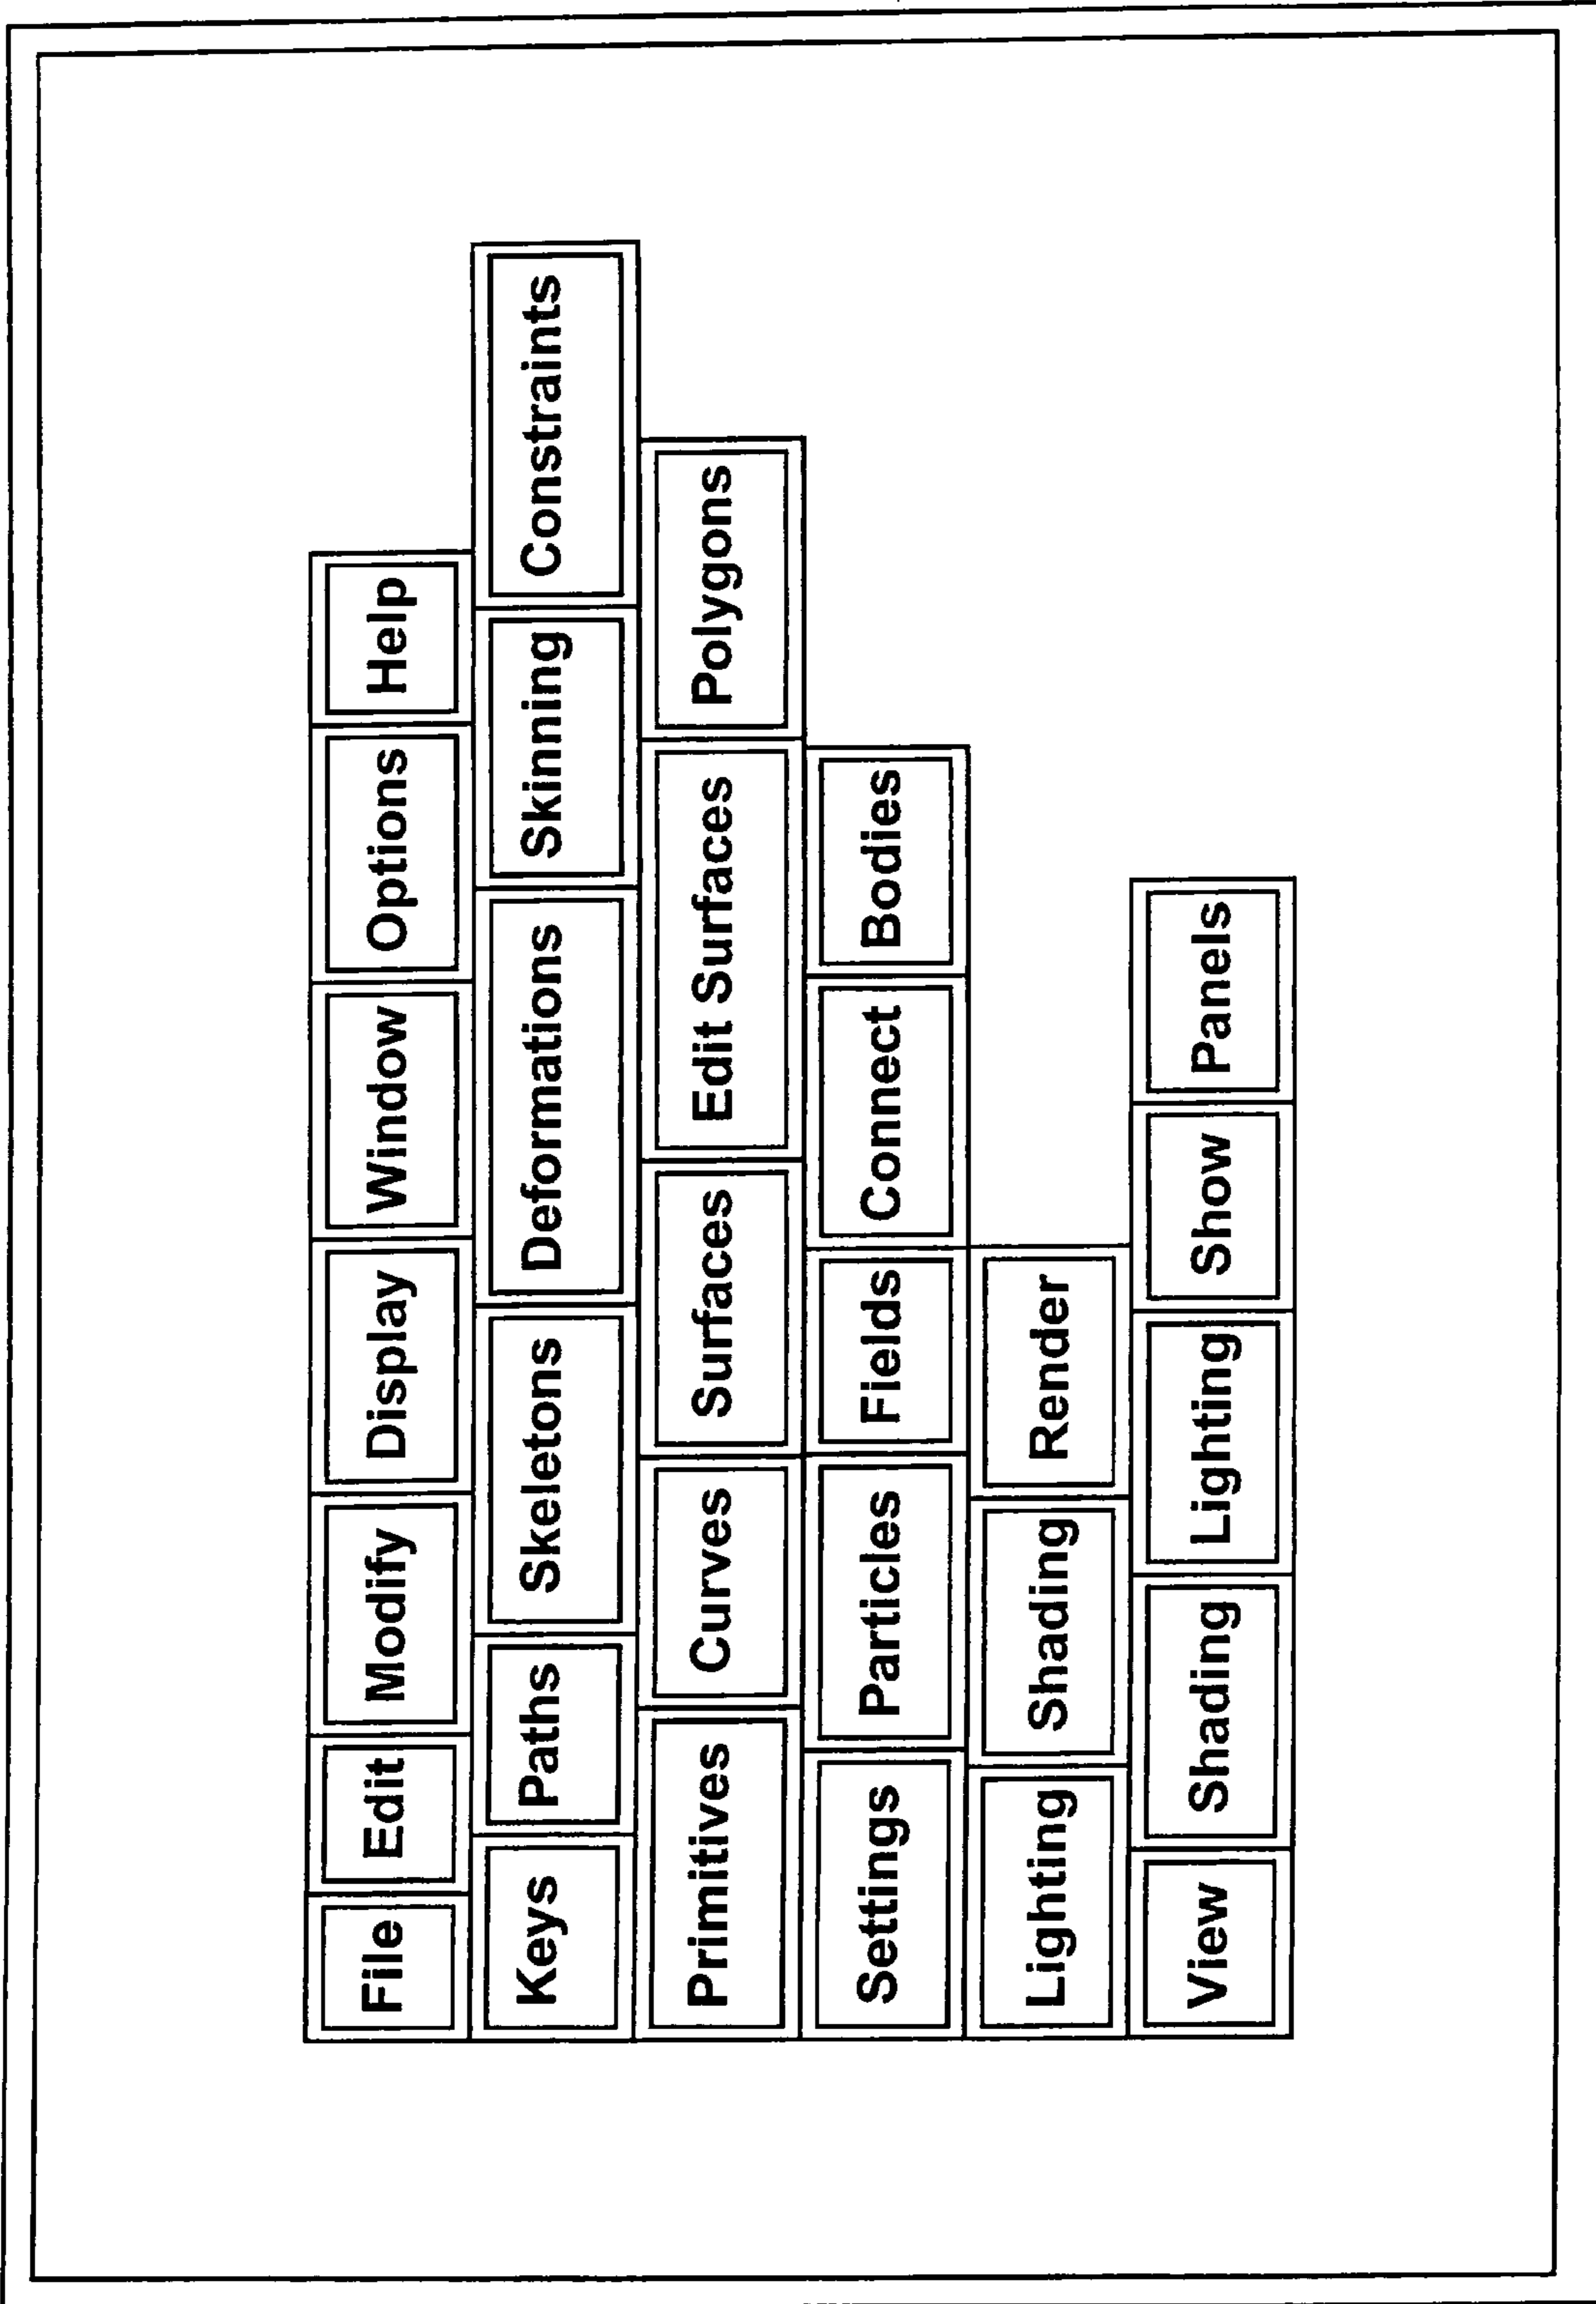 File Edit Modify Display Window Options Help
Keys Paths Skeletons Deformations Skinning Constraints
Primitives Curves Surfaces Edit Surfaces Polygons
Settings Particles Fields Connect Bodies
Lighting Shading Render
View Shading Lighting Show Panels